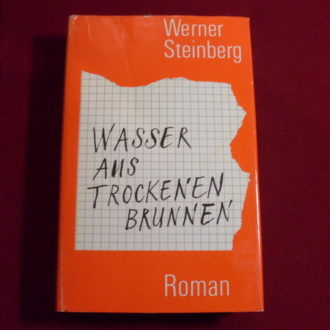 Werner
Steinberg
WASSER
AUS
TROCKENEN
BRUNNEN
Roman